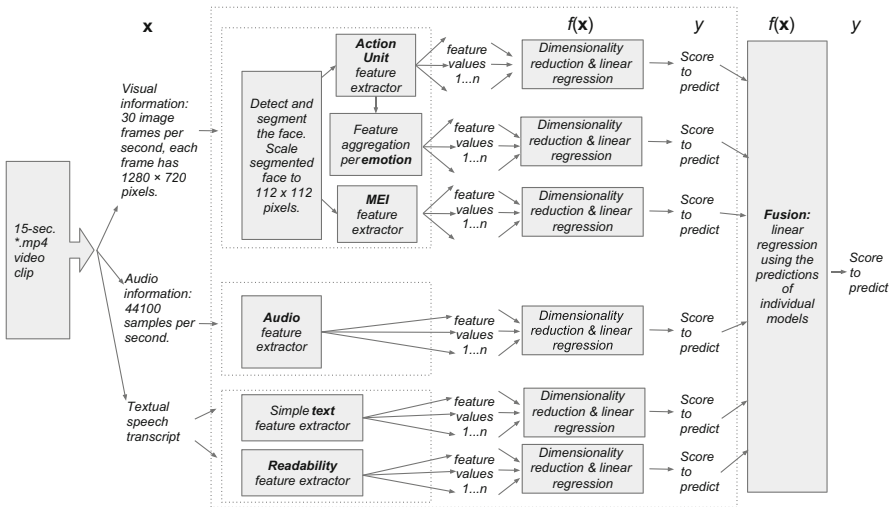 x
f(x)
y
f(x)
y
15-sec.
*.mp4
video
clip
Visual
information:
30 image
frames per
second, each
frame has
1280 × 720
pixels.
Audio
information:
44100
samples per
second.
Textual
speech
transcript
Detect and
segment
the face.
Scale
segmented
face to
112 x 112
pixels.
Action
Unit
feature
extractor
feature
values
1...n
Dimensionality
reduction & linear
regression
Score
to
predict
Feature
aggregation
per emotion
feature
values
1...n
Dimensionality
reduction & linear
regression
Score
to
predict
MEI
feature
extractor
feature
values
1...n
Dimensionality
reduction & linear
regression
Score
to
predict
Audio
feature
extractor
feature
values
1...n
Dimensionality
reduction & linear
regression
Score
to
predict
Simple text
feature extractor
feature
values
1...n
Dimensionality
reduction & linear
regression
Score
to
predict
Readability
feature extractor
feature
values
1...n
Dimensionality
reduction & linear
regression
Score
to
predict
Fusion:
linear
regression
using the
predictions
of
individual
models
Score
to
predict